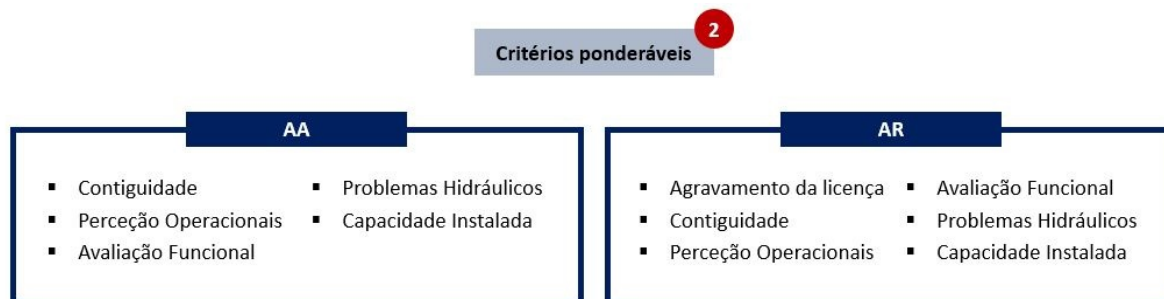 2
Critérios ponderáveis
AA
Contiguidade
Perceção Operacionais
Avaliação Funcional
Problemas Hidráulicos
Capacidade Instalada
AR
Agravamento da licença
Contiguidade
Perceção Operacionais
Avaliação Funcional
Problemas Hidráulicos
Capacidade Instalada